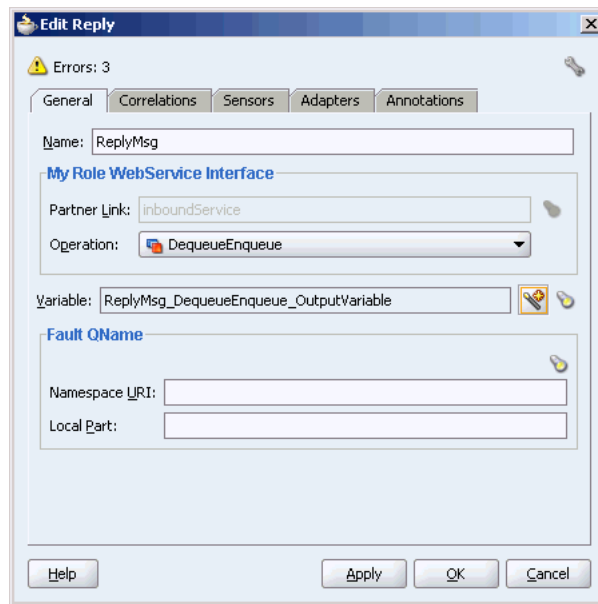 Edit Reply
Errors: 3
General Correlations Sensors Adapters Annotations
Name: ReplyMsg
My Role WebService Interface
Partner Link: inboundService
Operation: DequeueEnqueue
Variable: ReplyMsg_DequeueEnqueue_OutputVariable
Fault QName
Namespace URI:
Local Part:
Help Apply OK Cancel